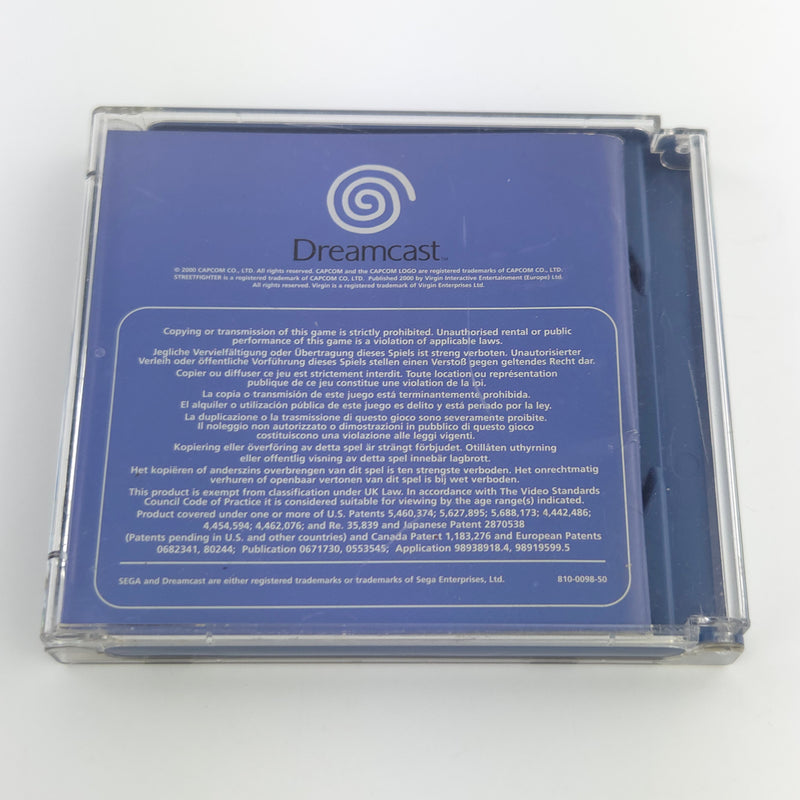 Dreamcast™
© 2000 CAPCOM CO., LTD. All rights reserved. CAPCOM and the CAPCOM LOGO are registered trademarks of CAPCOM CO., LTD.
STREETFIGHTER is a registered trademark of CAPCOM CO, LTD. Published 2000 by Virgin Interactive Entertainment (Europe) Ltd.
All rights reserved. Virgin is a registered trademark of Virgin Enterprises Ltd.
Copying or transmission of this game is strictly prohibited. Unauthorised rental or public
performance of this game is a violation of applicable laws.
Jegliche Vervielfältigung oder Übertragung dieses Spiels ist streng verboten. Unautorisierter
Verleih oder öffentliche Vorführung dieses Spiels stellen einen Verstoß gegen geltendes Recht dar.
Copier ou diffuser ce jeu est strictement interdit. Toute location ou représentation
publique de ce jeu constitue une violation de la loi.
La copia o transmisión de este juego está terminantemente prohibida.
El alquiler o utilización pública de este juego es delito y está penado por la ley.
La duplicazione o la trasmissione di questo gioco sono severamente proibite.
Il noleggio non autorizzato o dimostrazioni in pubblico di questo gioco
costituiscono una violazione alle leggi vigenti.
Kopiering eller överföring av detta spel är strängt förbjudet. Otillåten uthyrning
eller offentlig visning av detta spel innebär lagbrott.
Het kopiëren of anderszins overbrengen van dit spel is ten strengste verboden. Het onrechtmatig
verhuren of openbaar vertonen van dit spel is bij wet verboden.
This product is exempt from classification under UK Law. In accordance with The Video Standards
Council Code of Practice it is considered suitable for viewing by the age range(s) indicated.
Product covered under one or more of U.S. Patents 5,460,374; 5,627,895; 5,688,173; 4,442,486;
4,454,594; 4,462,076; and Re. 35,839 and Japanese Patent 2870538
(Patents pending in U.S. and other countries) and Canada Patent 1,183,276 and European Patents
0682341, 80244; Publication 0671730, 0553545; Application 98938918.4, 98919599.5
SEGA and Dreamcast are either registered trademarks or trademarks of Sega Enterprises, Ltd. 810-0098-50